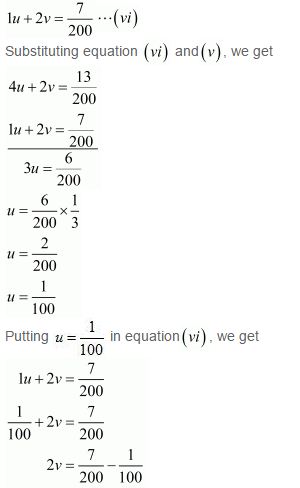 1u + 2v = 7/200 ⋯(vi)
Substituting equation (vi) and (v), we get
4u + 2v = 13/200
1u + 2v = 7/200
3u = 6/200
u = 6/200 × 1/3
u = 2/200
u = 1/100
Putting u = 1/100 in equation (vi), we get
1u + 2v = 7/200
1/100 + 2v = 7/200
2v = 7/200 − 1/100